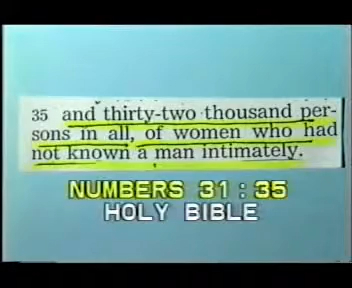 35 and thirty-two thousand per-
sons in all, of women who had
not known a man intimately.
NUMBERS 31 : 35
HOLY BIBLE